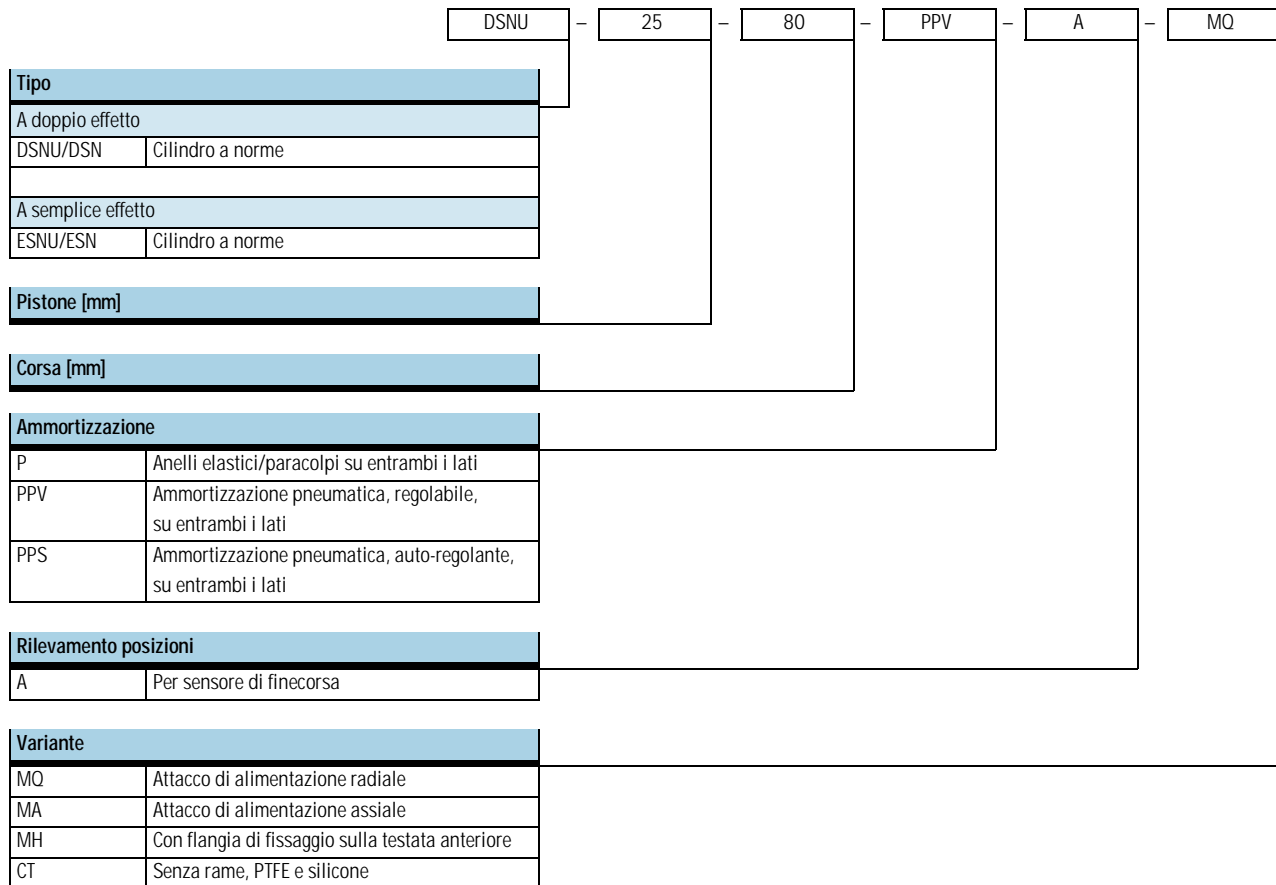 DSNU – 25 – 80 – PPV – A – MQ
Tipo
A doppio effetto
DSNU/DSN Cilindro a norme
A semplice effetto
ESNU/ESN Cilindro a norme
Pistone [mm]
Corsa [mm]
Ammortizzazione
P Anelli elastici/paracolpi su entrambi i lati
PPV Ammortizzazione pneumatica, regolabile,
su entrambi i lati
PPS Ammortizzazione pneumatica, auto-regolante,
su entrambi i lati
Rilevamento posizioni
A Per sensore di finecorsa
Variante
MQ Attacco di alimentazione radiale
MA Attacco di alimentazione assiale
MH Con flangia di fissaggio sulla testata anteriore
CT Senza rame, PTFE e silicone